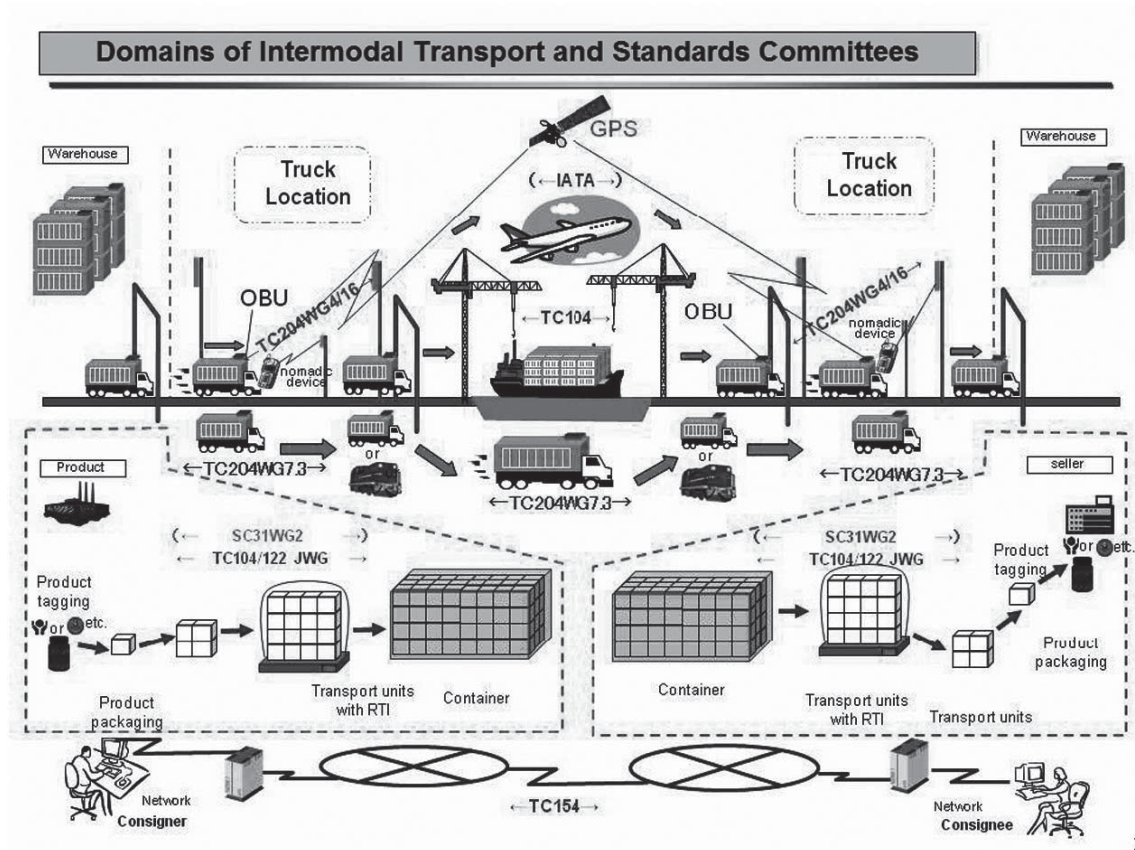 Domains of Intermodal Transport and Standards Committees
GPS
Warehouse
Truck
Location
(←IATA→)
Truck
Location
Warehouse
OBU
TC204WG4/16
nomadic
device
←TC104→
OBU
TC204WG4/16
nomadic
device
←TC204WG7.3→
or
←TC204WG7.3→
or
←TC204WG7.3→
Product
seller
(← SC31WG2 →)
← TC104/122 JWG →
(← SC31WG2 →)
← TC104/122 JWG →
Product
tagging
or etc.
Product
packaging
Transport units
with RTI
Container
Container
Transport units
with RTI
Transport units
Product
tagging
or etc.
Product
packaging
Network
Consigner
←TC154→
Network
Consignee